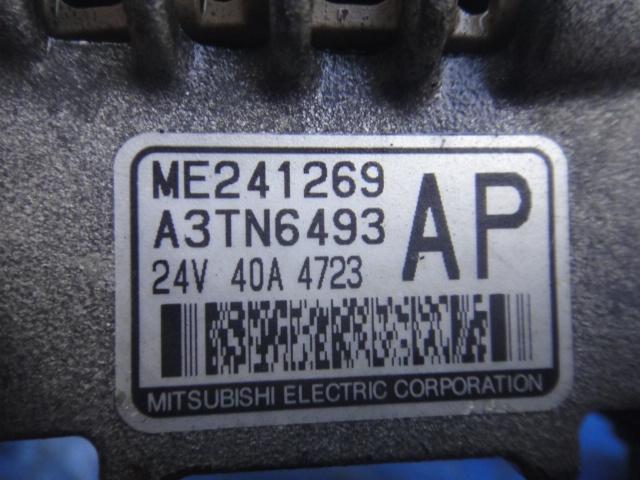 ME241269
A3TN6493
AP
24V 40A 4723
MITSUBISHI ELECTRIC CORPORATION